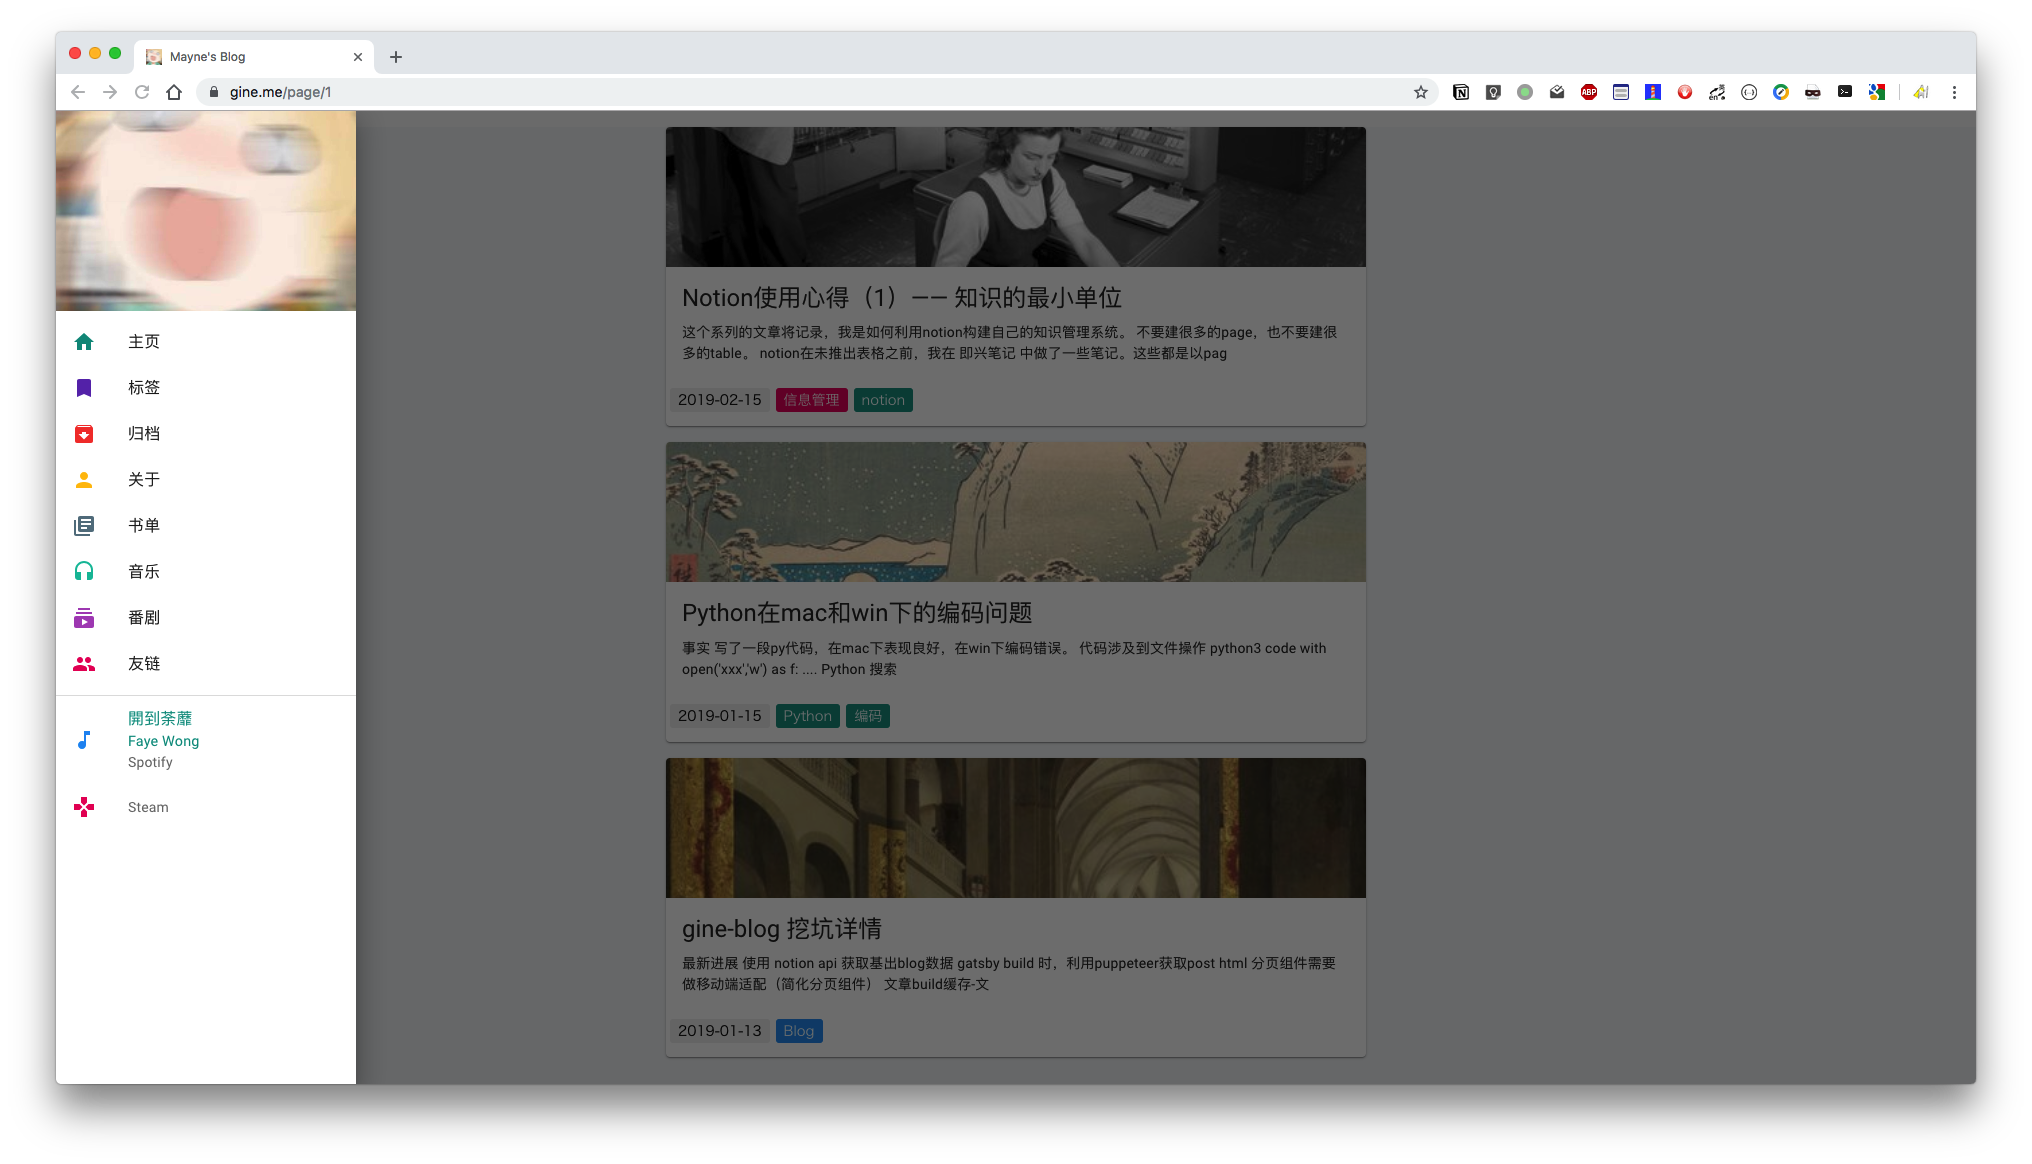 Mayne's Blog
gine.me/page/1
ABP
主页
标签
归档
关于
书单
音乐
番剧
友链
開到荼蘼
Faye Wong
Spotify
Steam
Notion使用心得（1）—— 知识的最小单位
这个系列的文章将记录，我是如何利用notion构建自己的知识管理系统。 不要建很多的page，也不要建很
多的table。 notion在未推出表格之前，我在 即兴笔记 中做了一些笔记。这些都是以pag
2019-02-15 信息管理 notion
Python在mac和win下的编码问题
事实 写了一段py代码，在mac下表现良好，在win下编码错误。 代码涉及到文件操作 python3 code with
open('xxx','w') as f: .... Python 搜索
2019-01-15 Python 编码
gine-blog 挖坑详情
最新进展 使用 notion api 获取基出blog数据 gatsby build 时，利用puppeteer获取post html 分页组件需要
做移动端适配（简化分页组件） 文章build缓存-文
2019-01-13 Blog